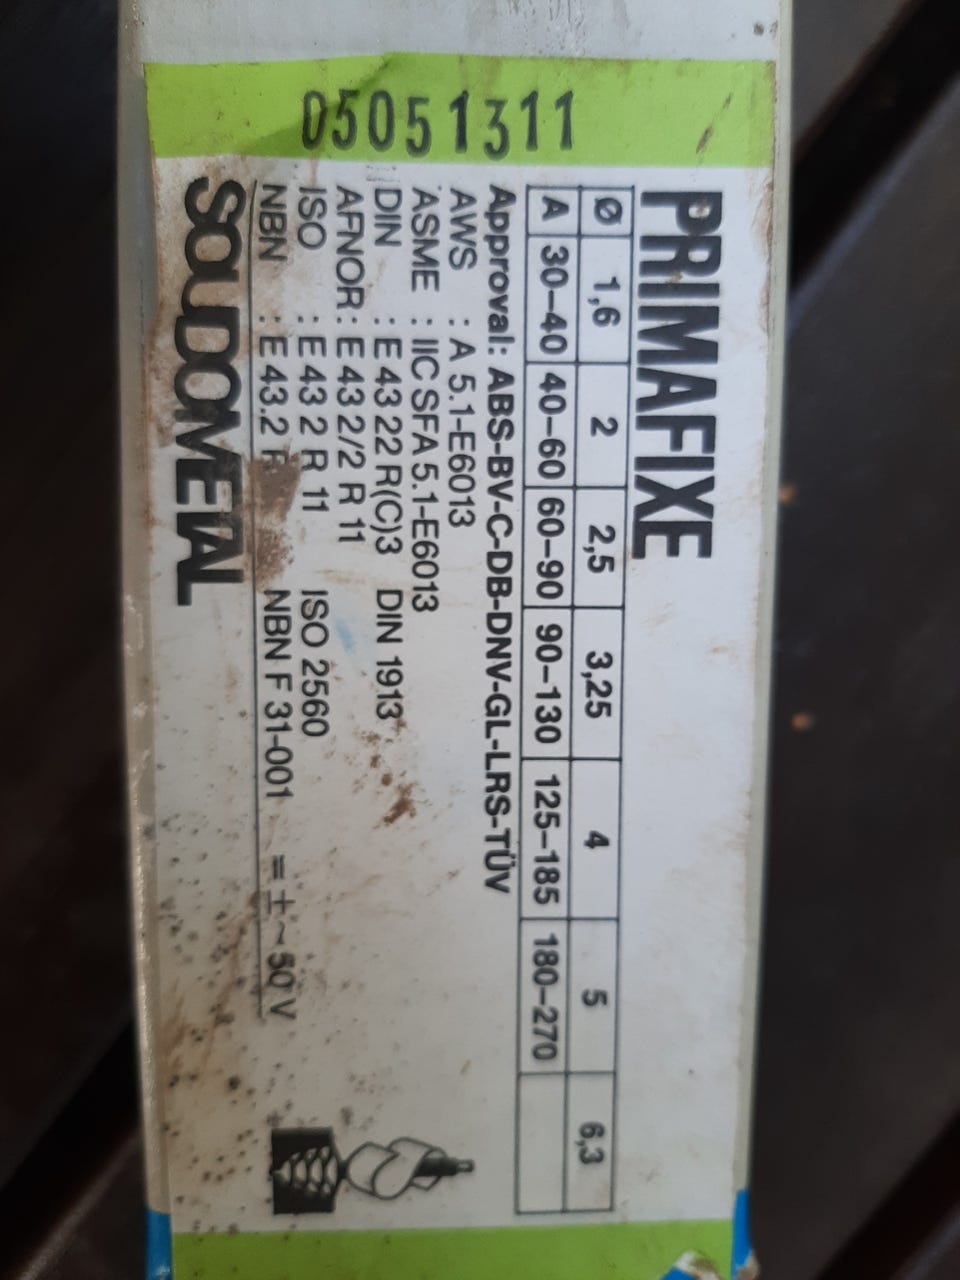 05051311
PRIMAFIXE
Ø 1,6 2 2,5 3,25 4 5 6,3
A 30–40 40–60 60–90 90–130 125–185 180–270
Approval: ABS-BV-C-DB-DNV-GL-LRS-TÜV
AWS : A 5.1-E6013
ASME : IIC SFA 5.1-E6013
DIN : E 43 22 R(C)3 DIN 1913
AFNOR : E 43 2/2 R 11
ISO : E 43 2 R 11 ISO 2560
NBN : E 43.2 R NBN F 31-001 = ± ~ 50 V
SOUDOMETAL